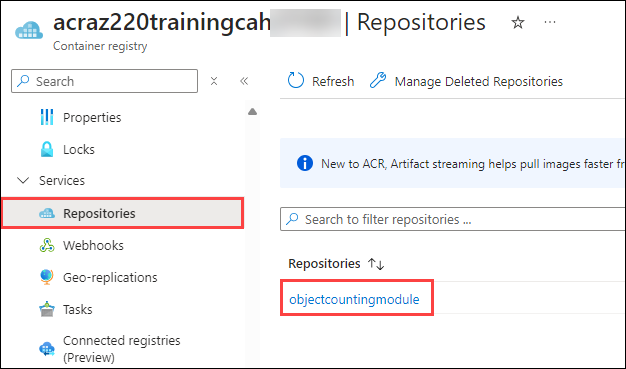 acraz220trainingcah | Repositories
Container registry
Search
Refresh
Manage Deleted Repositories
Properties
Locks
New to ACR, Artifact streaming helps pull images faster fr
Services
Repositories
Search to filter repositories ...
Webhooks
Repositories
Geo-replications
objectcountingmodule
Tasks
Connected registries
(Preview)